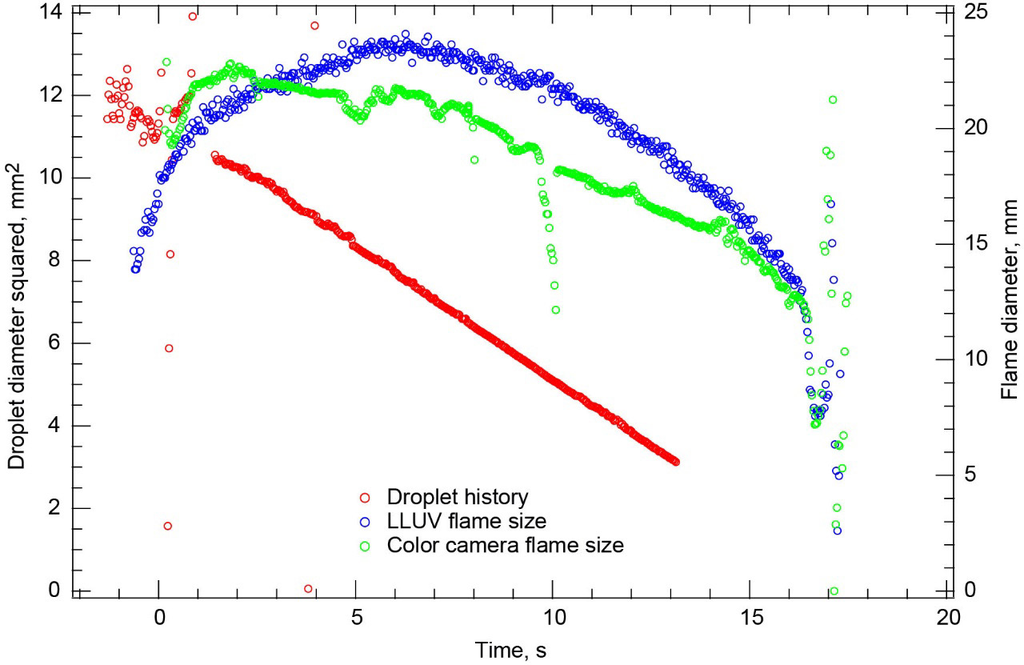 14
12
10
8
6
4
2
0
Droplet diameter squared, mm2
25
20
15
10
5
0
Flame diameter, mm
Droplet history
LLUV flame size
Color camera flame size
0 5 10 15 20
Time, s